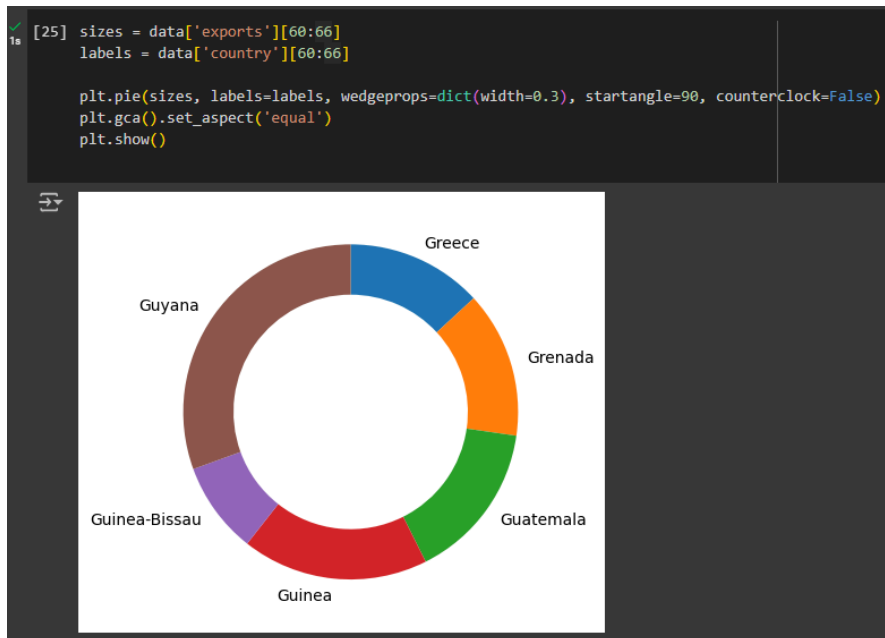 [25] sizes = data['exports'][60:66]
1s
labels = data['country'][60:66]
plt.pie(sizes, labels=labels, wedgeprops=dict(width=0.3), startangle=90, counterclock=False)
plt.gca().set_aspect('equal')
plt.show()
Greece
Guyana
Grenada
Guinea-Bissau
Guatemala
Guinea